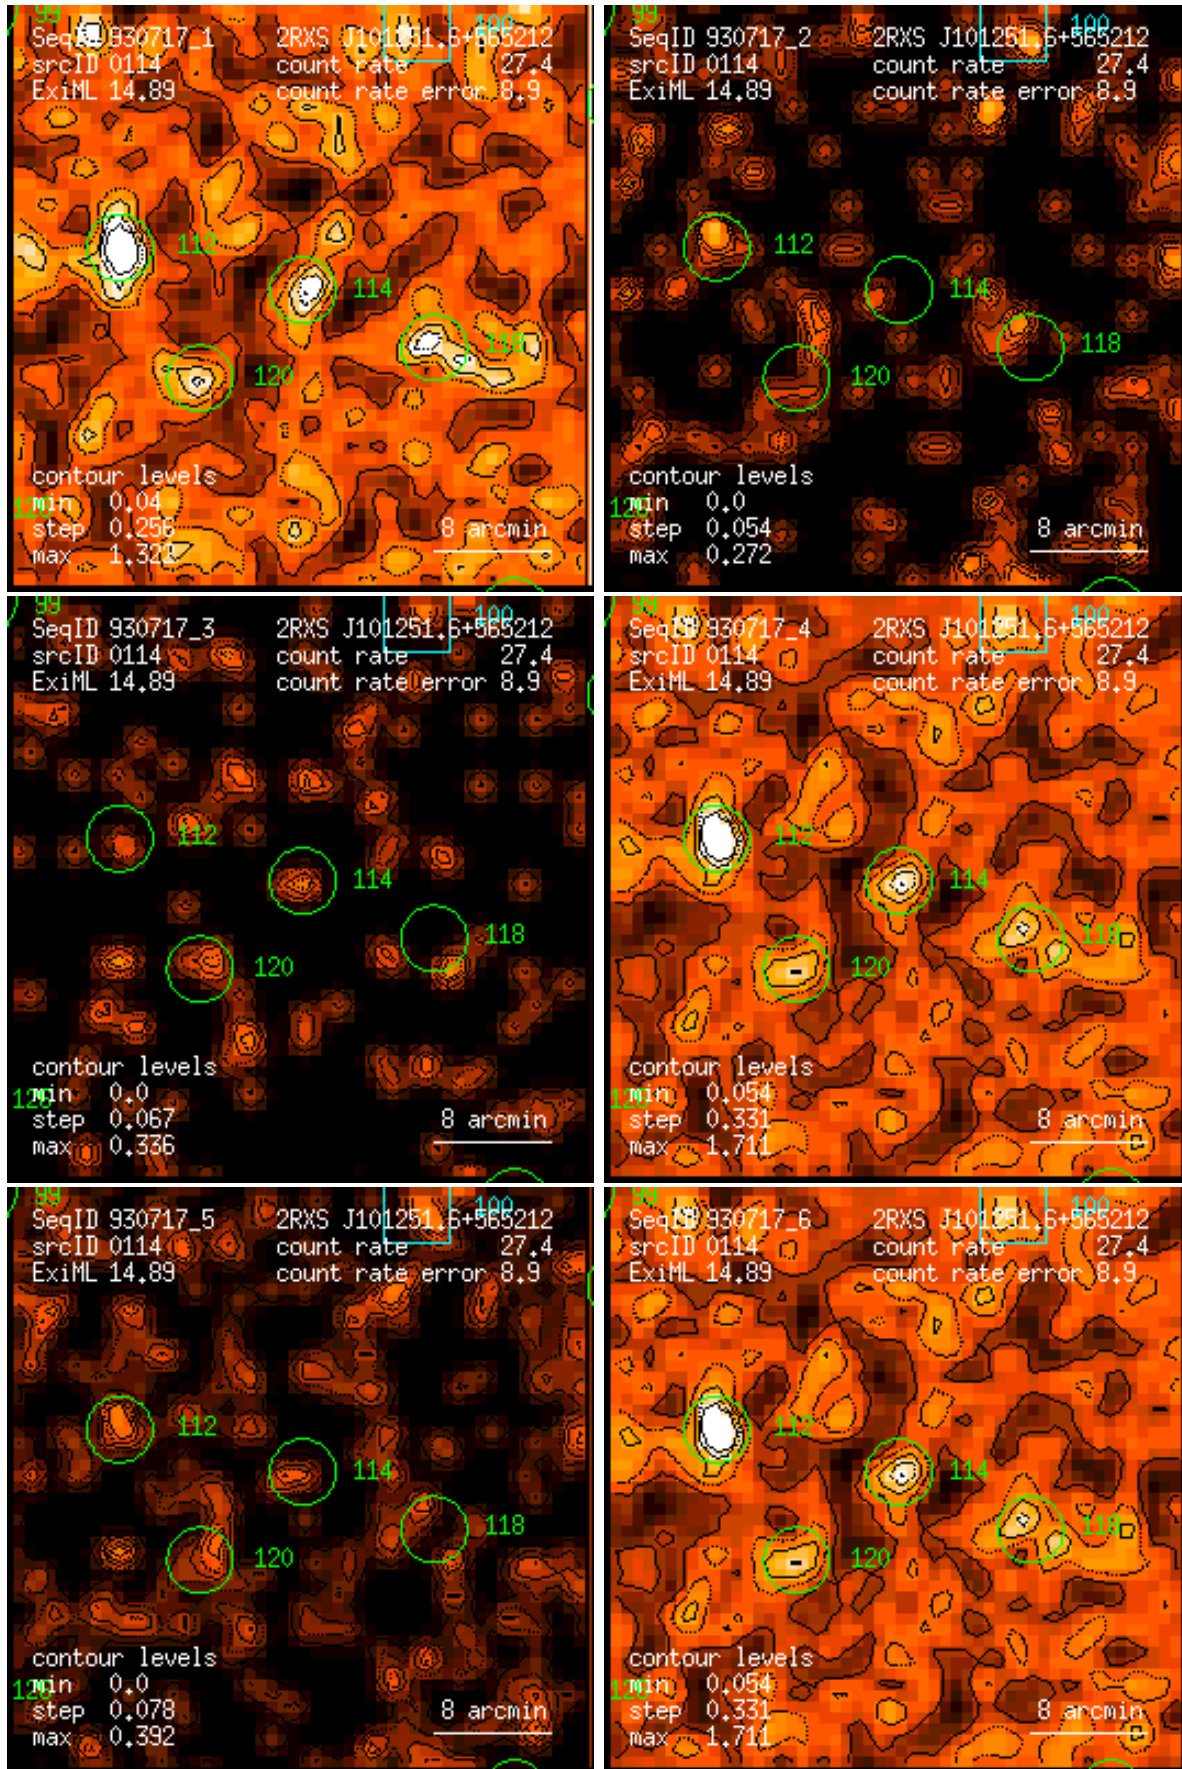 99 100
SeqID 930717_1 2RXS J101251.6+565212
srcID 0114 count rate 27.4
ExiML 14.89 count rate error 8.9
112
114
118
120
contour levels
min 0.04
step 0.256
max 1.322
8 arcmin
99 100
SeqID 930717_2 2RXS J101251.6+565212
srcID 0114 count rate 27.4
ExiML 14.89 count rate error 8.9
112
114
118
120
contour levels
min 0.0
step 0.054
max 0.272
8 arcmin
99 100
SeqID 930717_3 2RXS J101251.6+565212
srcID 0114 count rate 27.4
ExiML 14.89 count rate error 8.9
112
114
118
120
contour levels
min 0.0
step 0.067
max 0.336
8 arcmin
99 100
SeqID 930717_4 2RXS J101251.6+565212
srcID 0114 count rate 27.4
ExiML 14.89 count rate error 8.9
112
114
118
120
contour levels
min 0.054
step 0.331
max 1.711
8 arcmin
99 100
SeqID 930717_5 2RXS J101251.6+565212
srcID 0114 count rate 27.4
ExiML 14.89 count rate error 8.9
112
114
118
120
contour levels
min 0.0
step 0.078
max 0.392
8 arcmin
99 100
SeqID 930717_6 2RXS J101251.6+565212
srcID 0114 count rate 27.4
ExiML 14.89 count rate error 8.9
112
114
118
120
contour levels
min 0.054
step 0.331
max 1.711
8 arcmin